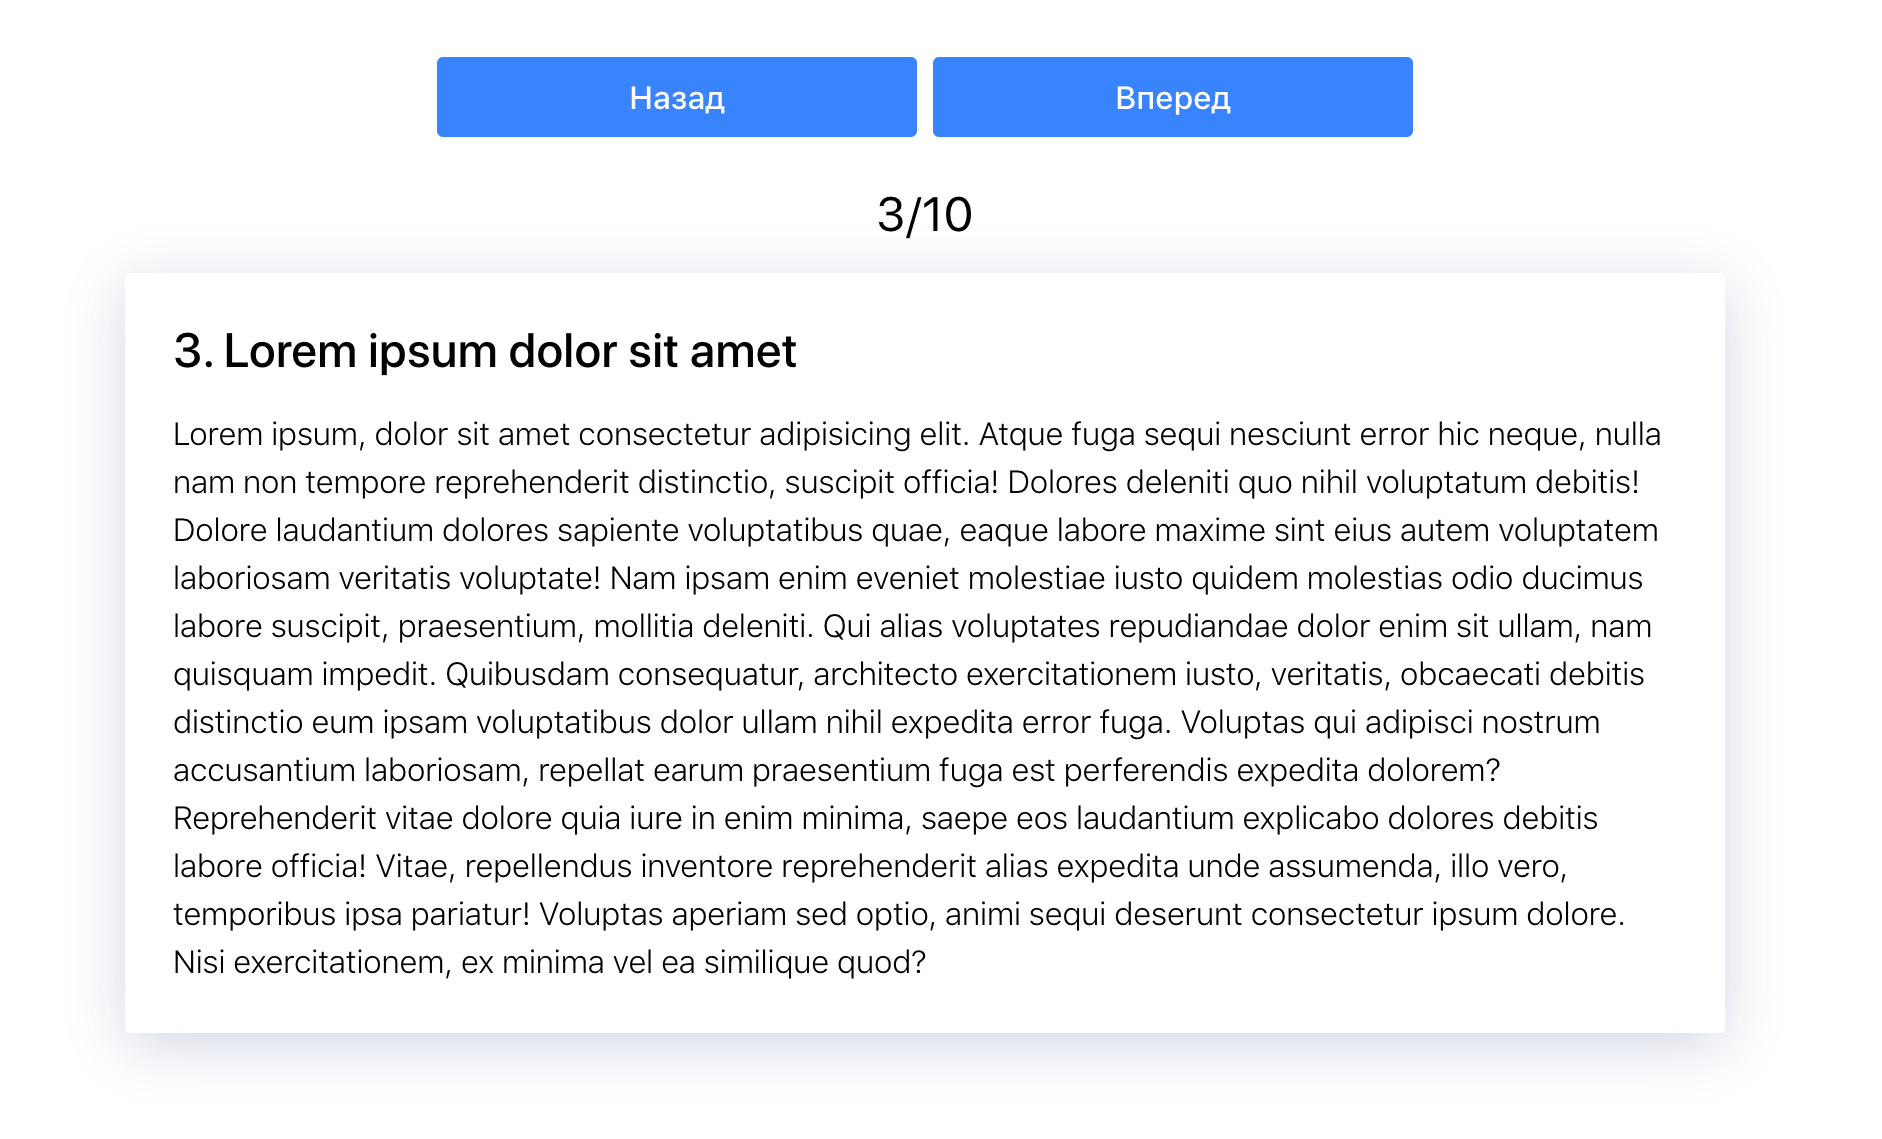 Назад
Вперед
3/10
3. Lorem ipsum dolor sit amet
Lorem ipsum, dolor sit amet consectetur adipisicing elit. Atque fuga sequi nesciunt error hic neque, nulla
nam non tempore reprehenderit distinctio, suscipit officia! Dolores deleniti quo nihil voluptatum debitis!
Dolore laudantium dolores sapiente voluptatibus quae, eaque labore maxime sint eius autem voluptatem
laboriosam veritatis voluptate! Nam ipsam enim eveniet molestiae iusto quidem molestias odio ducimus
labore suscipit, praesentium, mollitia deleniti. Qui alias voluptates repudiandae dolor enim sit ullam, nam
quisquam impedit. Quibusdam consequatur, architecto exercitationem iusto, veritatis, obcaecati debitis
distinctio eum ipsam voluptatibus dolor ullam nihil expedita error fuga. Voluptas qui adipisci nostrum
accusantium laboriosam, repellat earum praesentium fuga est perferendis expedita dolorem?
Reprehenderit vitae dolore quia iure in enim minima, saepe eos laudantium explicabo dolores debitis
labore officia! Vitae, repellendus inventore reprehenderit alias expedita unde assumenda, illo vero,
temporibus ipsa pariatur! Voluptas aperiam sed optio, animi sequi deserunt consectetur ipsum dolore.
Nisi exercitationem, ex minima vel ea similique quod?